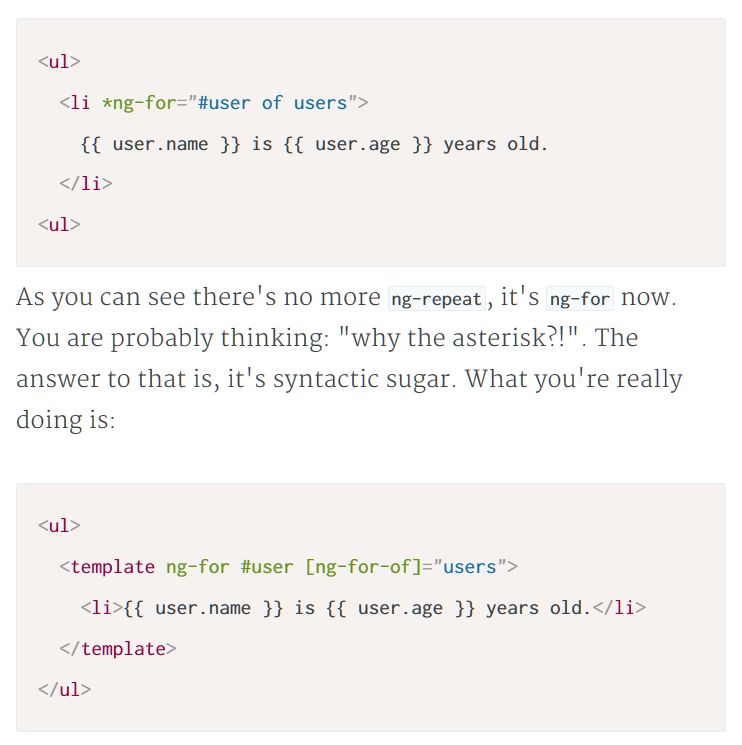 <ul>
<li *ng-for="#user of users">
{{ user.name }} is {{ user.age }} years old.
</li>
<ul>
As you can see there's no more ng-repeat, it's ng-for now.
You are probably thinking: "why the asterisk?!". The
answer to that is, it's syntactic sugar. What you're really
doing is:
<ul>
<template ng-for #user [ng-for-of]="users">
<li>{{ user.name }} is {{ user.age }} years old.</li>
</template>
</ul>